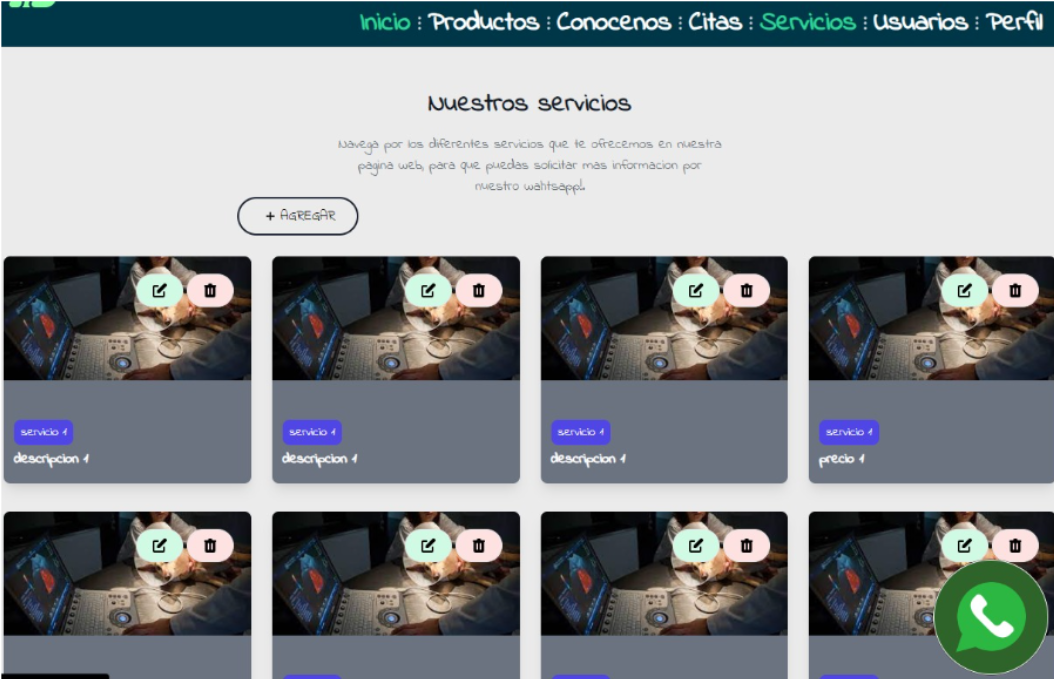 Inicio : Productos : Conocenos : Citas : Servicios : Usuarios : Perfil
Nuestros servicios
Navega por los diferentes servicios que te ofrecemos en nuestra
pagina web, para que puedas solicitar mas informacion por
nuestro wahtsapp!.
+ AGREGAR
servicio 1 servicio 1 servicio 1 servicio 1
descripcion 1 descripcion 1 descripcion 1 precio 1